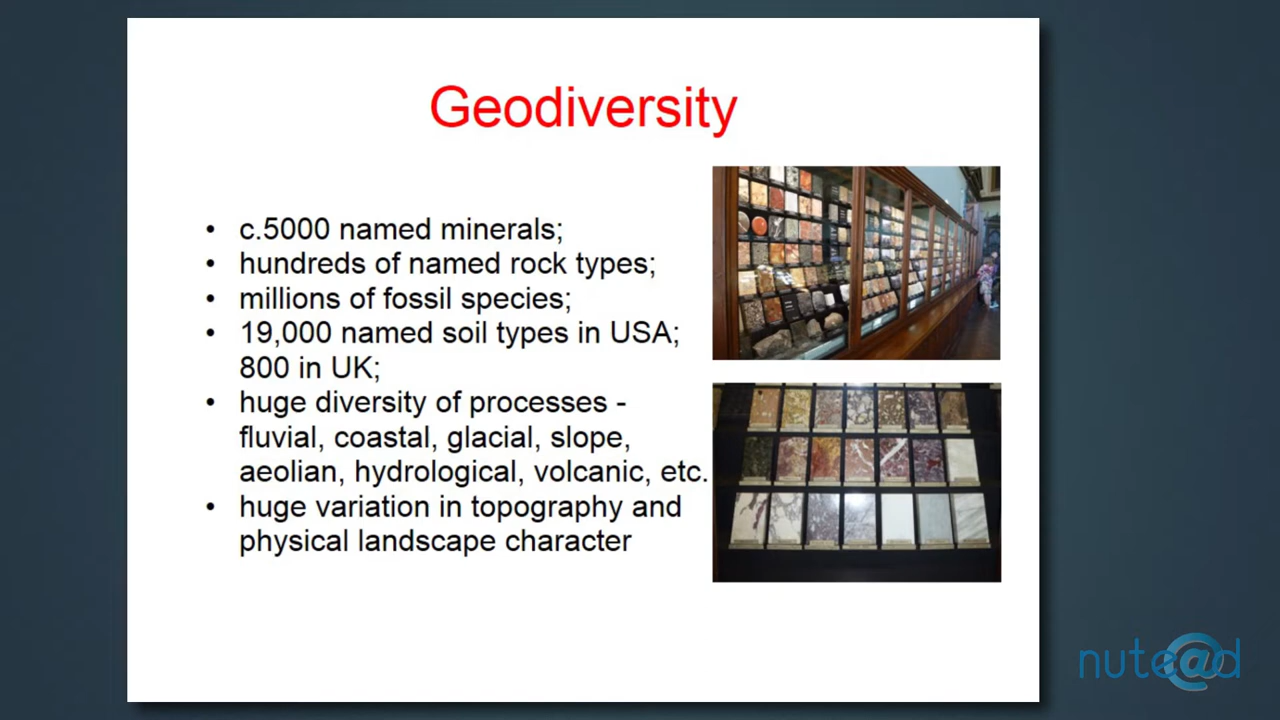 Geodiversity
• c.5000 named minerals;
• hundreds of named rock types;
• millions of fossil species;
• 19,000 named soil types in USA;
800 in UK;
• huge diversity of processes -
fluvial, coastal, glacial, slope,
aeolian, hydrological, volcanic, etc.
• huge variation in topography and
physical landscape character
nute@d